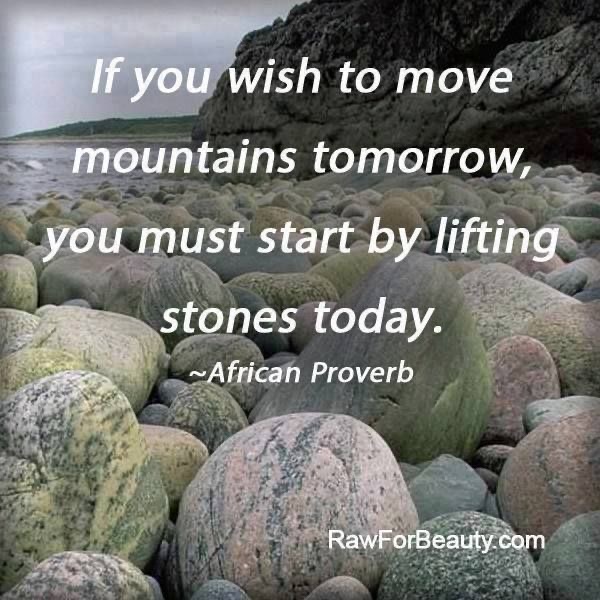 If you wish to move
mountains tomorrow,
you must start by lifting
stones today.
~African Proverb
RawForBeauty.com